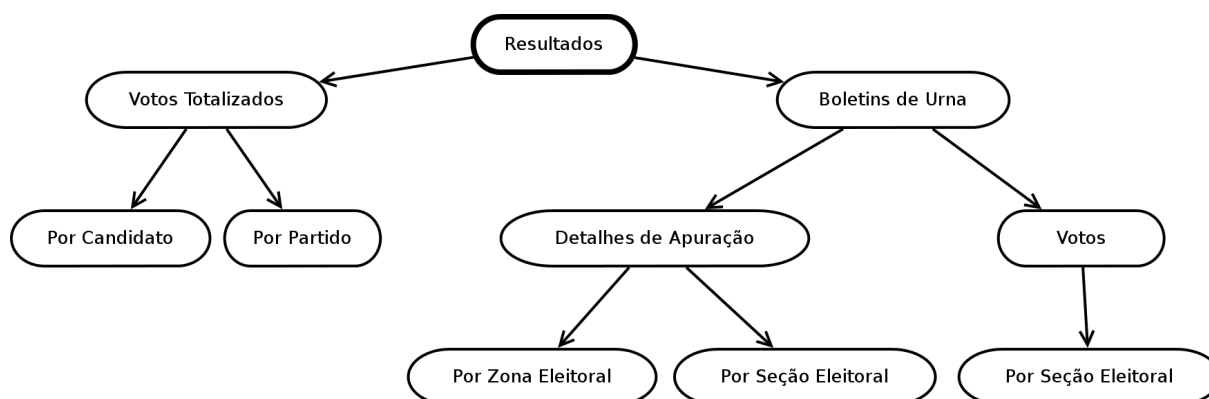 Resultados
Votos Totalizados
Boletins de Urna
Por Candidato
Por Partido
Detalhes de Apuração
Votos
Por Zona Eleitoral
Por Seção Eleitoral
Por Seção Eleitoral